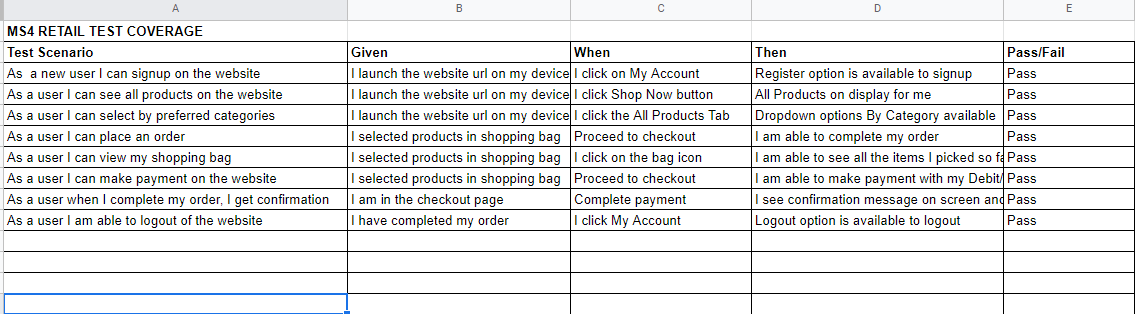 A B C D E
MS4 RETAIL TEST COVERAGE
Test Scenario Given When Then Pass/Fail
As a new user I can signup on the website I launch the website url on my device I click on My Account Register option is available to signup Pass
As a user I can see all products on the website I launch the website url on my device I click Shop Now button All Products on display for me Pass
As a user I can select by preferred categories I launch the website url on my device I click the All Products Tab Dropdown options By Category available Pass
As a user I can place an order I selected products in shopping bag Proceed to checkout I am able to complete my order Pass
As a user I can view my shopping bag I selected products in shopping bag I click on the bag icon I am able to see all the items I picked so Pass
As a user I can make payment on the website I selected products in shopping bag Proceed to checkout I am able to make payment with my Debit/ Pass
As a user when I complete my order, I get confirmation I am in the checkout page Complete payment I see confirmation message on screen Pass
As a user I am able to logout of the website I have completed my order I click My Account Logout option is available to logout Pass